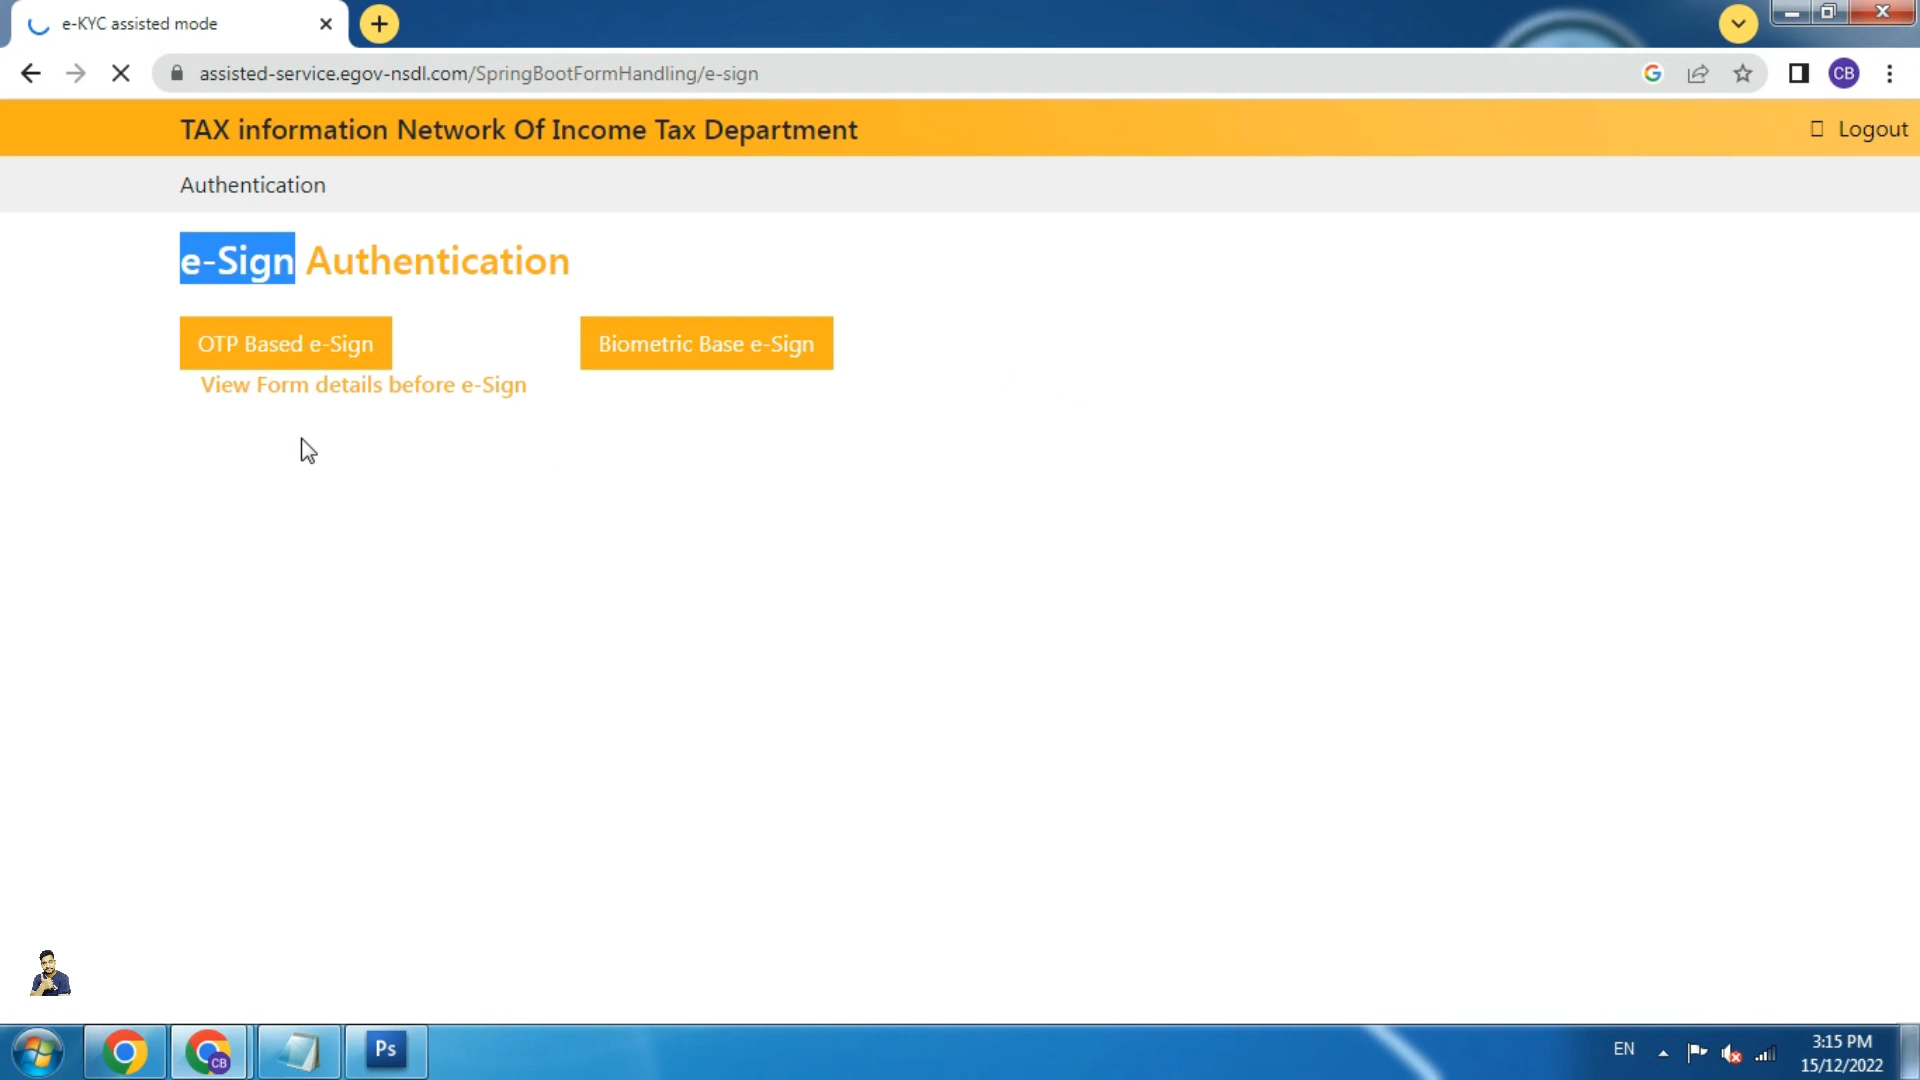 e-KYC assisted mode
assisted-service.egov-nsdl.com/SpringBootFormHandling/e-sign
CB
TAX information Network Of Income Tax Department
Logout
Authentication
e-Sign Authentication
OTP Based e-Sign
Biometric Base e-Sign
View Form details before e-Sign
CB
Ps
EN
3:15 PM
15/12/2022